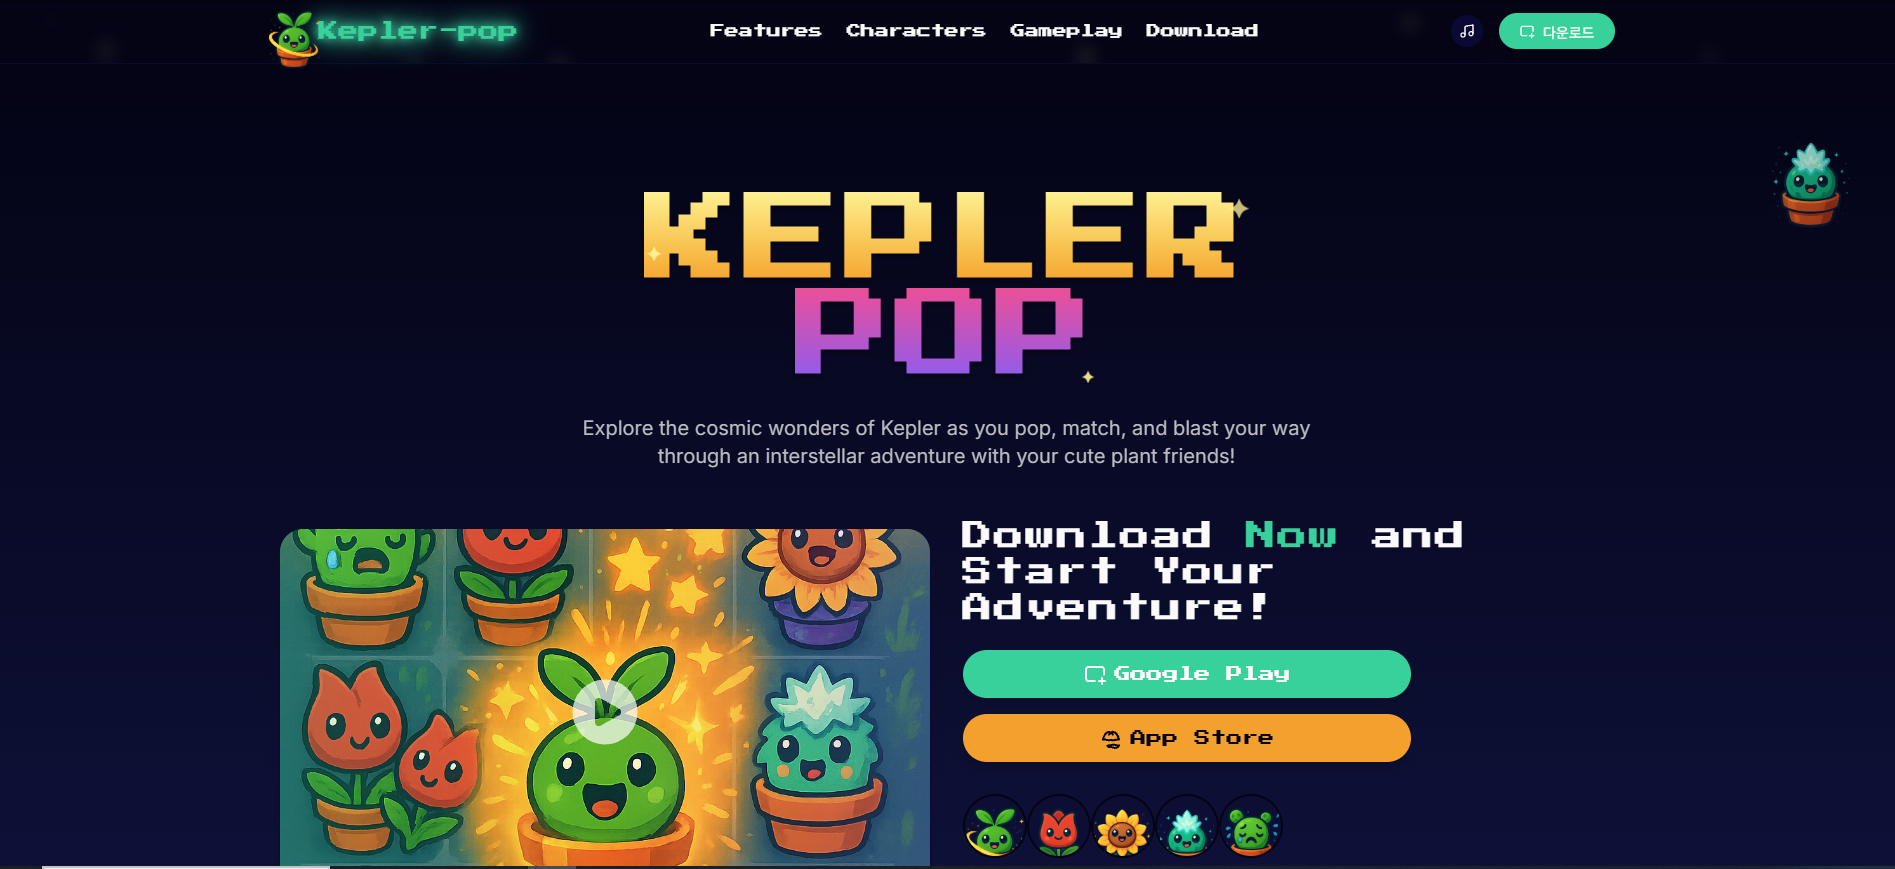 Kepler-pop
Features Characters Gameplay Download
다운로드
KEPLER
POP
Explore the cosmic wonders of Kepler as you pop, match, and blast your way
through an interstellar adventure with your cute plant friends!
Download Now and
Start Your
Adventure!
Google Play
App Store